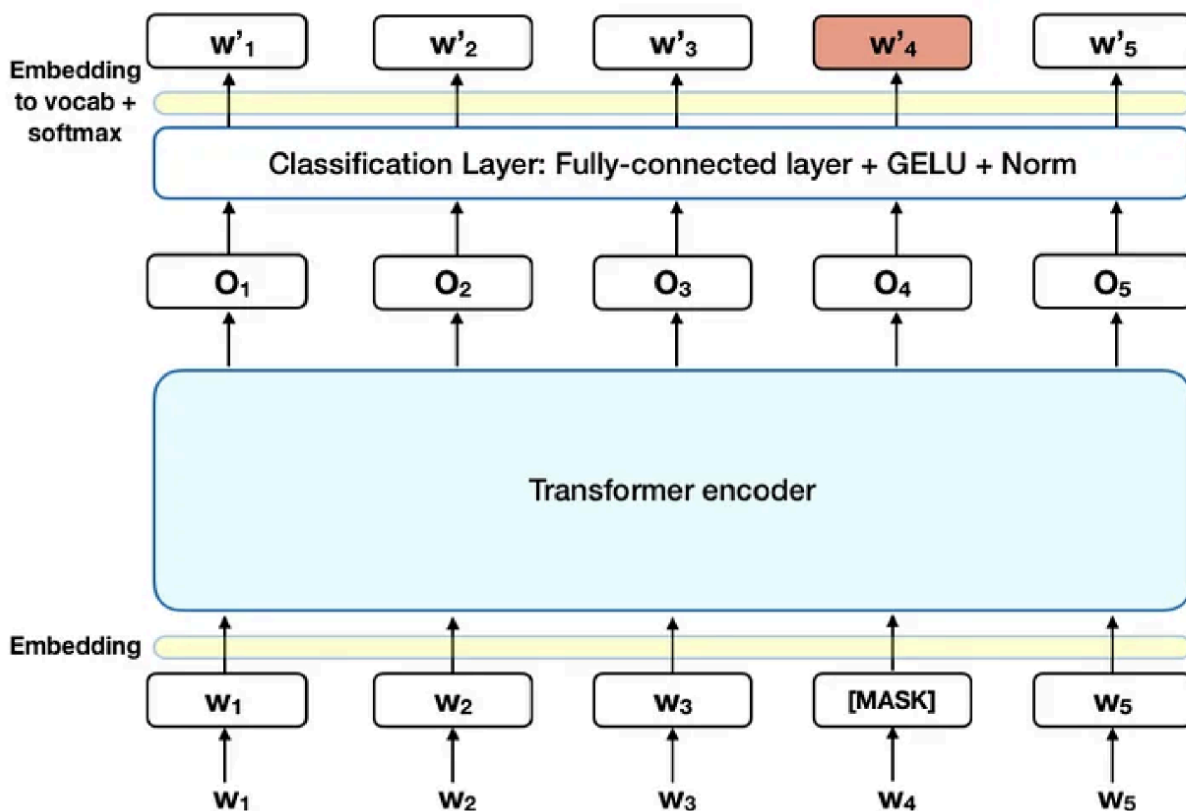 w'₁ w'₂ w'₃ w'₄ w'₅
Embedding
to vocab +
softmax
Classification Layer: Fully-connected layer + GELU + Norm
O₁ O₂ O₃ O₄ O₅
Transformer encoder
Embedding
W₁ W₂ W₃ [MASK] W₅
W₁ W₂ W₃ W₄ W₅